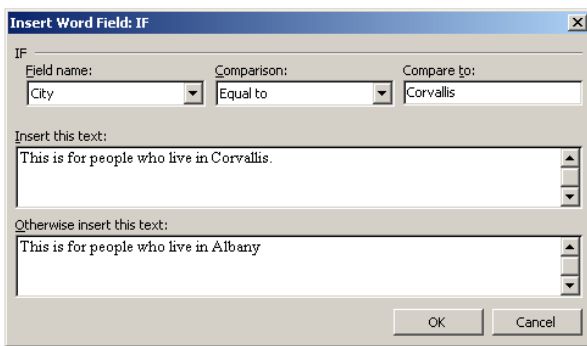 Insert Word Field: IF
IF
Field name: Comparison: Compare to:
City Equal to Corvallis
Insert this text:
This is for people who live in Corvallis.
Otherwise insert this text:
This is for people who live in Albany
OK Cancel